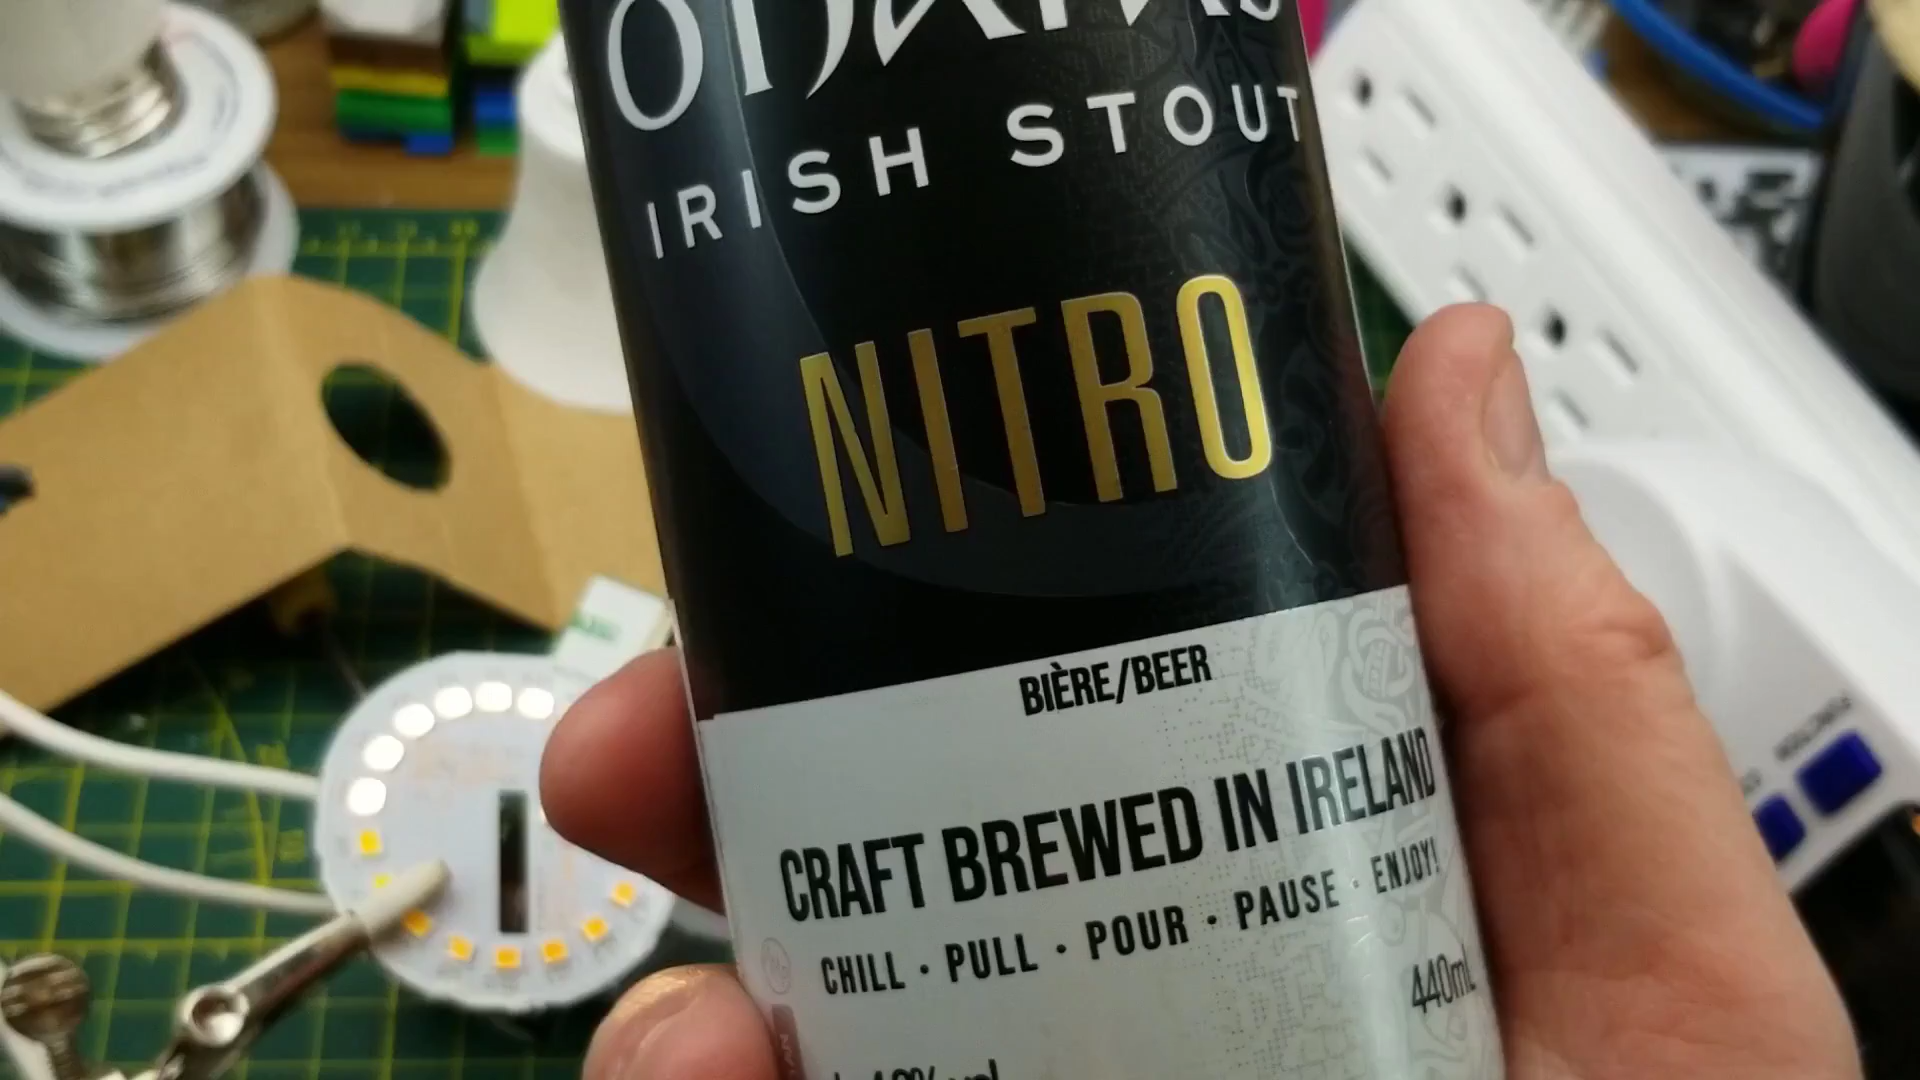 IRISH STOUT
NITRO
BIÈRE/BEER
CRAFT BREWED IN IRELAND
CHILL · PULL · POUR · PAUSE · ENJOY!
440mL